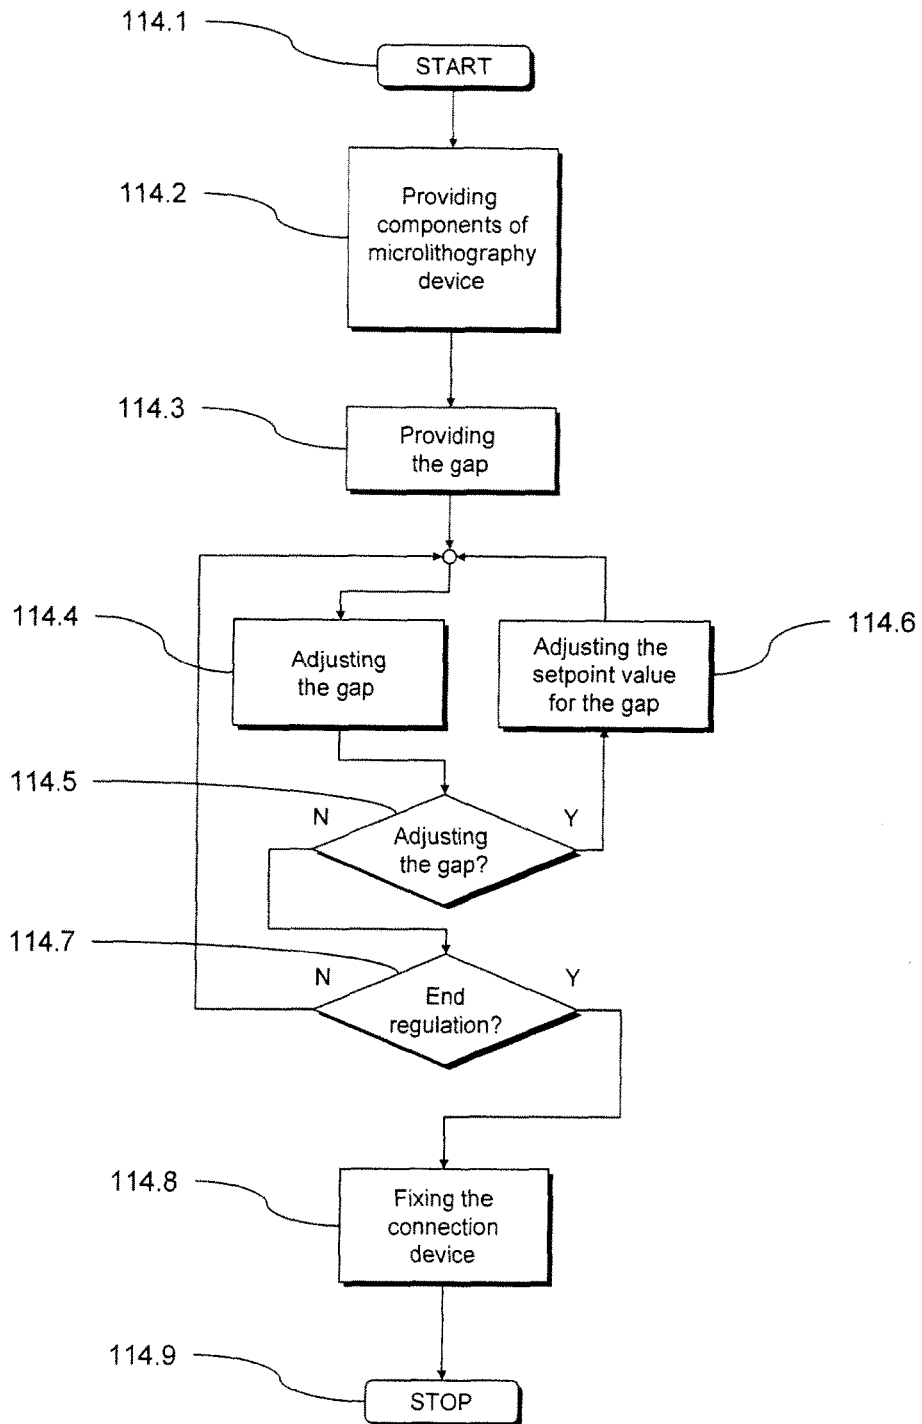 114.1
START
114.2
Providing
components of
microlithography
device
114.3
Providing
the gap
114.4
Adjusting
the gap
Adjusting the
setpoint value
for the gap
114.6
114.5
N
Y
Adjusting
the gap?
114.7
N
Y
End
regulation?
114.8
Fixing the
connection
device
114.9
STOP